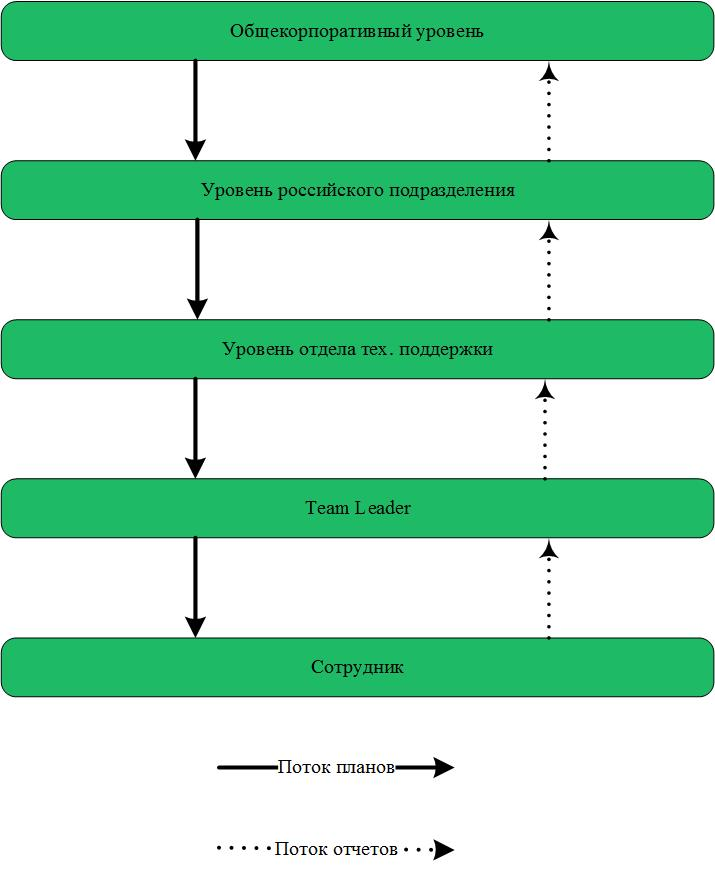 Общекорпоративный уровень
Уровень российского подразделения
Уровень отдела тех. поддержки
Team Leader
Сотрудник
Поток планов
Поток отчетов